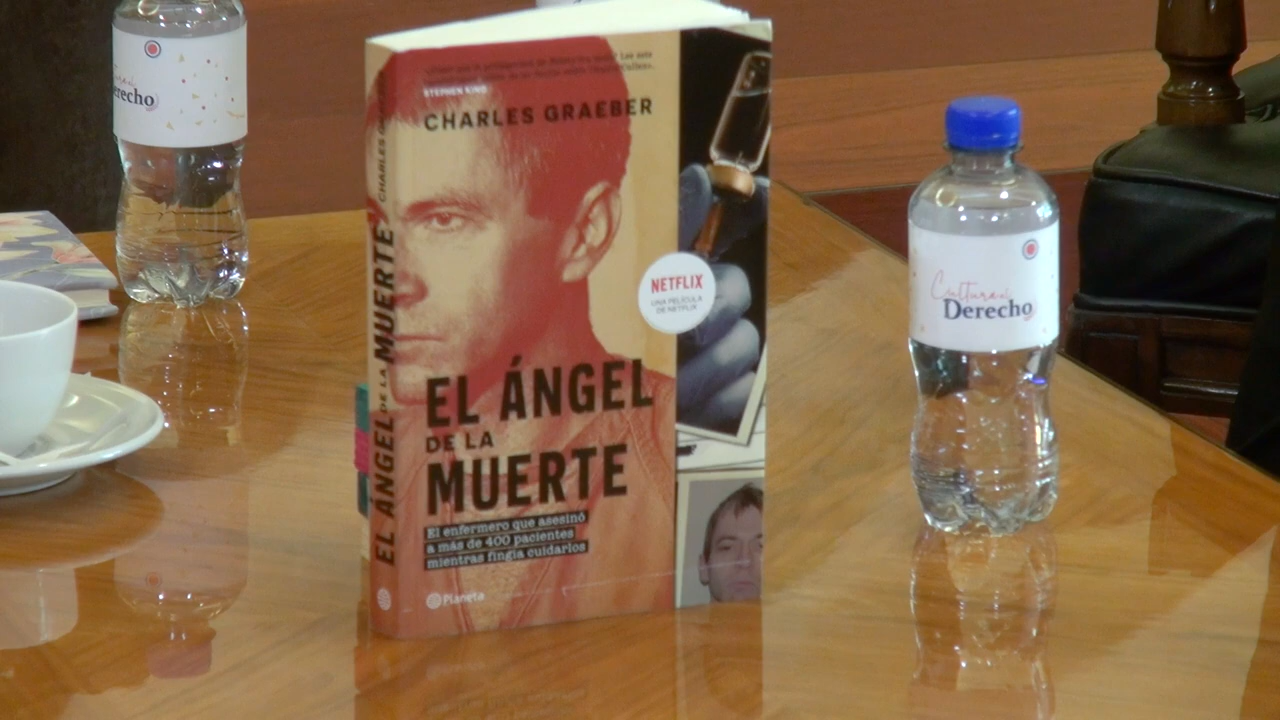 erecho
STEPHEN KING
CHARLES GRAEBER
NETFLIX
UNA PELÍCULA
DE NETFLIX
EL ÁNGEL
DE LA
MUERTE
El enfermero que asesinó
a más de 400 pacientes
mientras fingía cuidarlos
Planeta
EL ÁNGEL DE LA MUERTE CHARLES GRAEBER
Cultura
Derecho